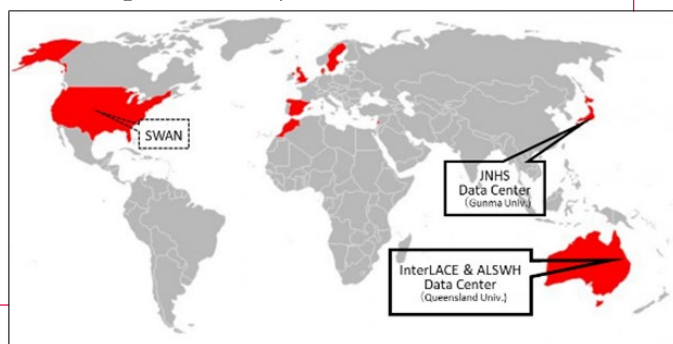 SWAN
JNHS
Data Center
(Gunma Univ.)
InterLACE & ALSWH
Data Center
(Queensland Univ.)